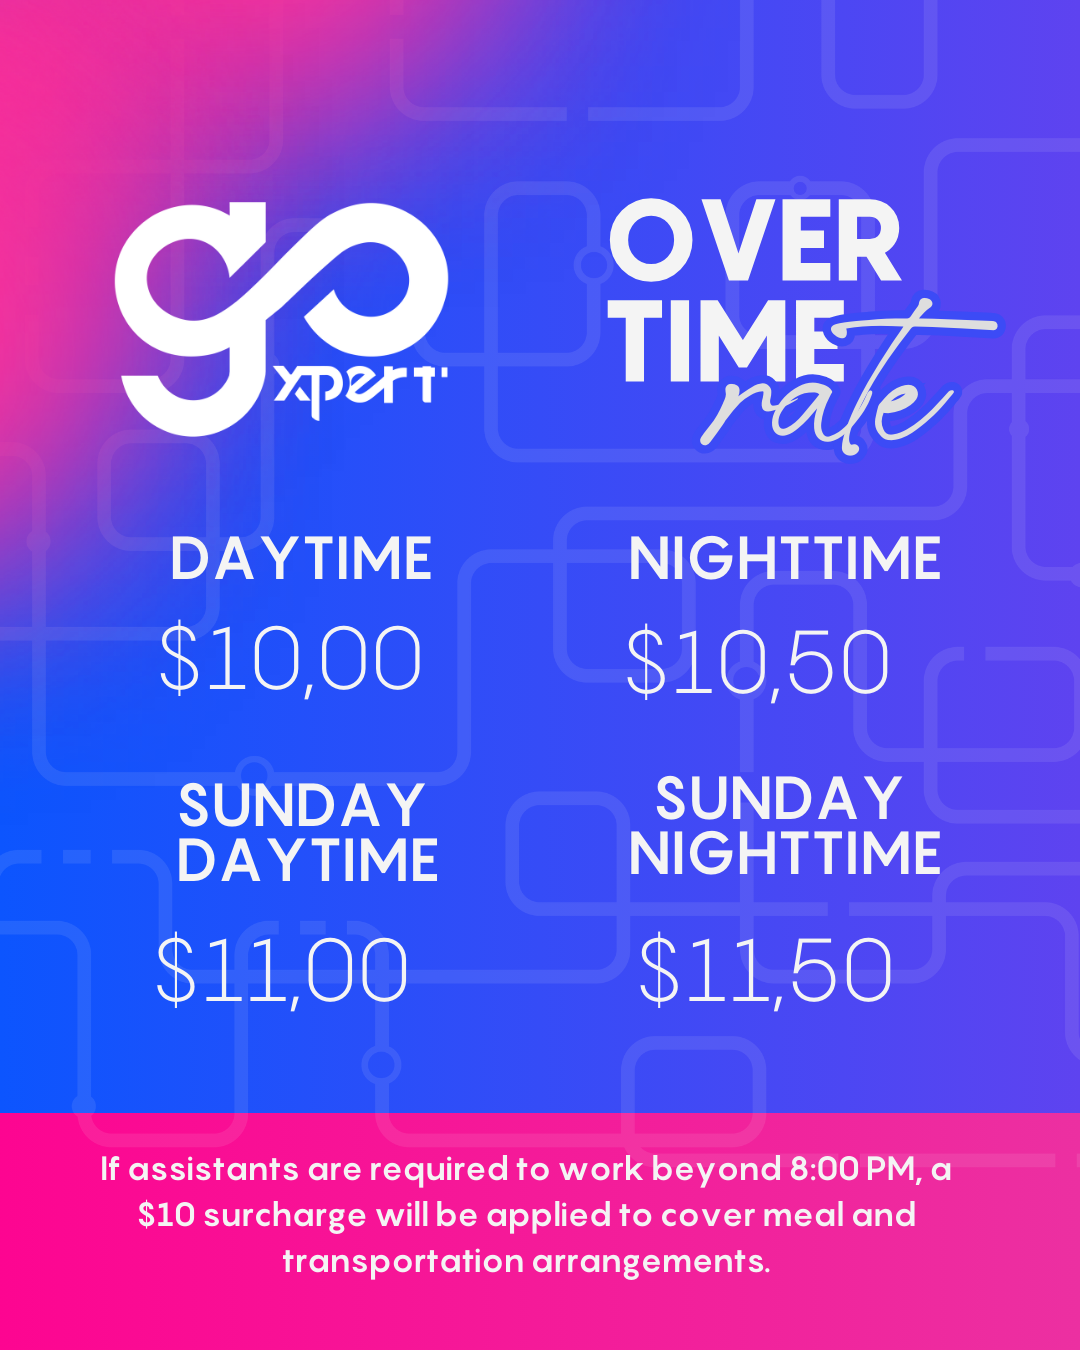 go
xpert
OVER
TIME
rate
DAYTIME
$10,00
NIGHTTIME
$10,50
SUNDAY
DAYTIME
$11,00
SUNDAY
NIGHTTIME
$11,50
If assistants are required to work beyond 8:00 PM, a
$10 surcharge will be applied to cover meal and
transportation arrangements.